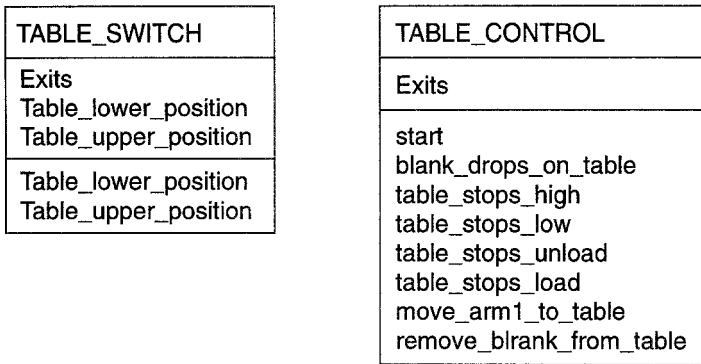 TABLE_SWITCH
Exits
Table_lower_position
Table_upper_position
Table_lower_position
Table_upper_position
TABLE_CONTROL
Exits
start
blank_drops_on_table
table_stops_high
table_stops_low
table_stops_unload
table_stops_load
move_arm1_to_table
remove_blrank_from_table